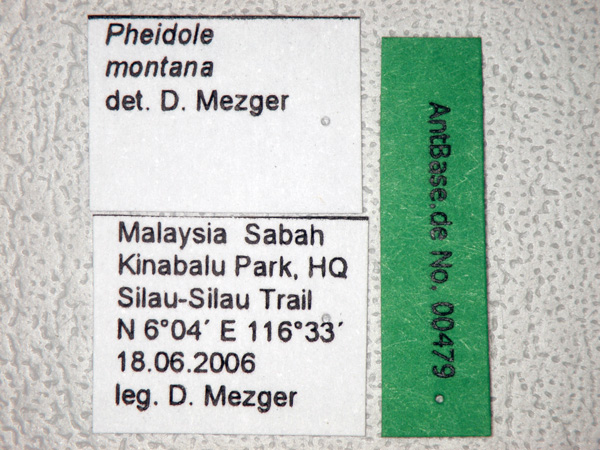 Pheidole
montana
det. D. Mezger
Malaysia Sabah
Kinabalu Park, HQ
Silau-Silau Trail
N 6°04´ E 116°33´
18.06.2006
leg. D. Mezger
AntBase.de No. 00479